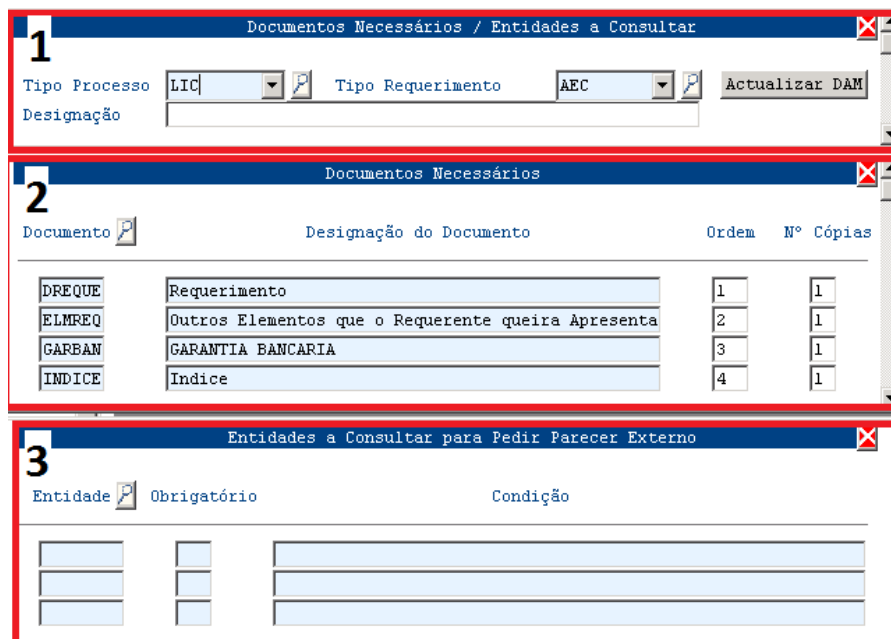 1
Documentos Necessários / Entidades a Consultar
Tipo Processo LIC Tipo Requerimento AEC Actualizar DAM
Designação
2
Documentos Necessários
Documento Designação do Documento Ordem Nº Cópias
DREQUE Requerimento 1 1
ELMREQ Outros Elementos que o Requerente queira Apresenta 2 1
GARBAN GARANTIA BANCARIA 3 1
INDICE Indice 4 1
3
Entidades a Consultar para Pedir Parecer Externo
Entidade Obrigatório Condição